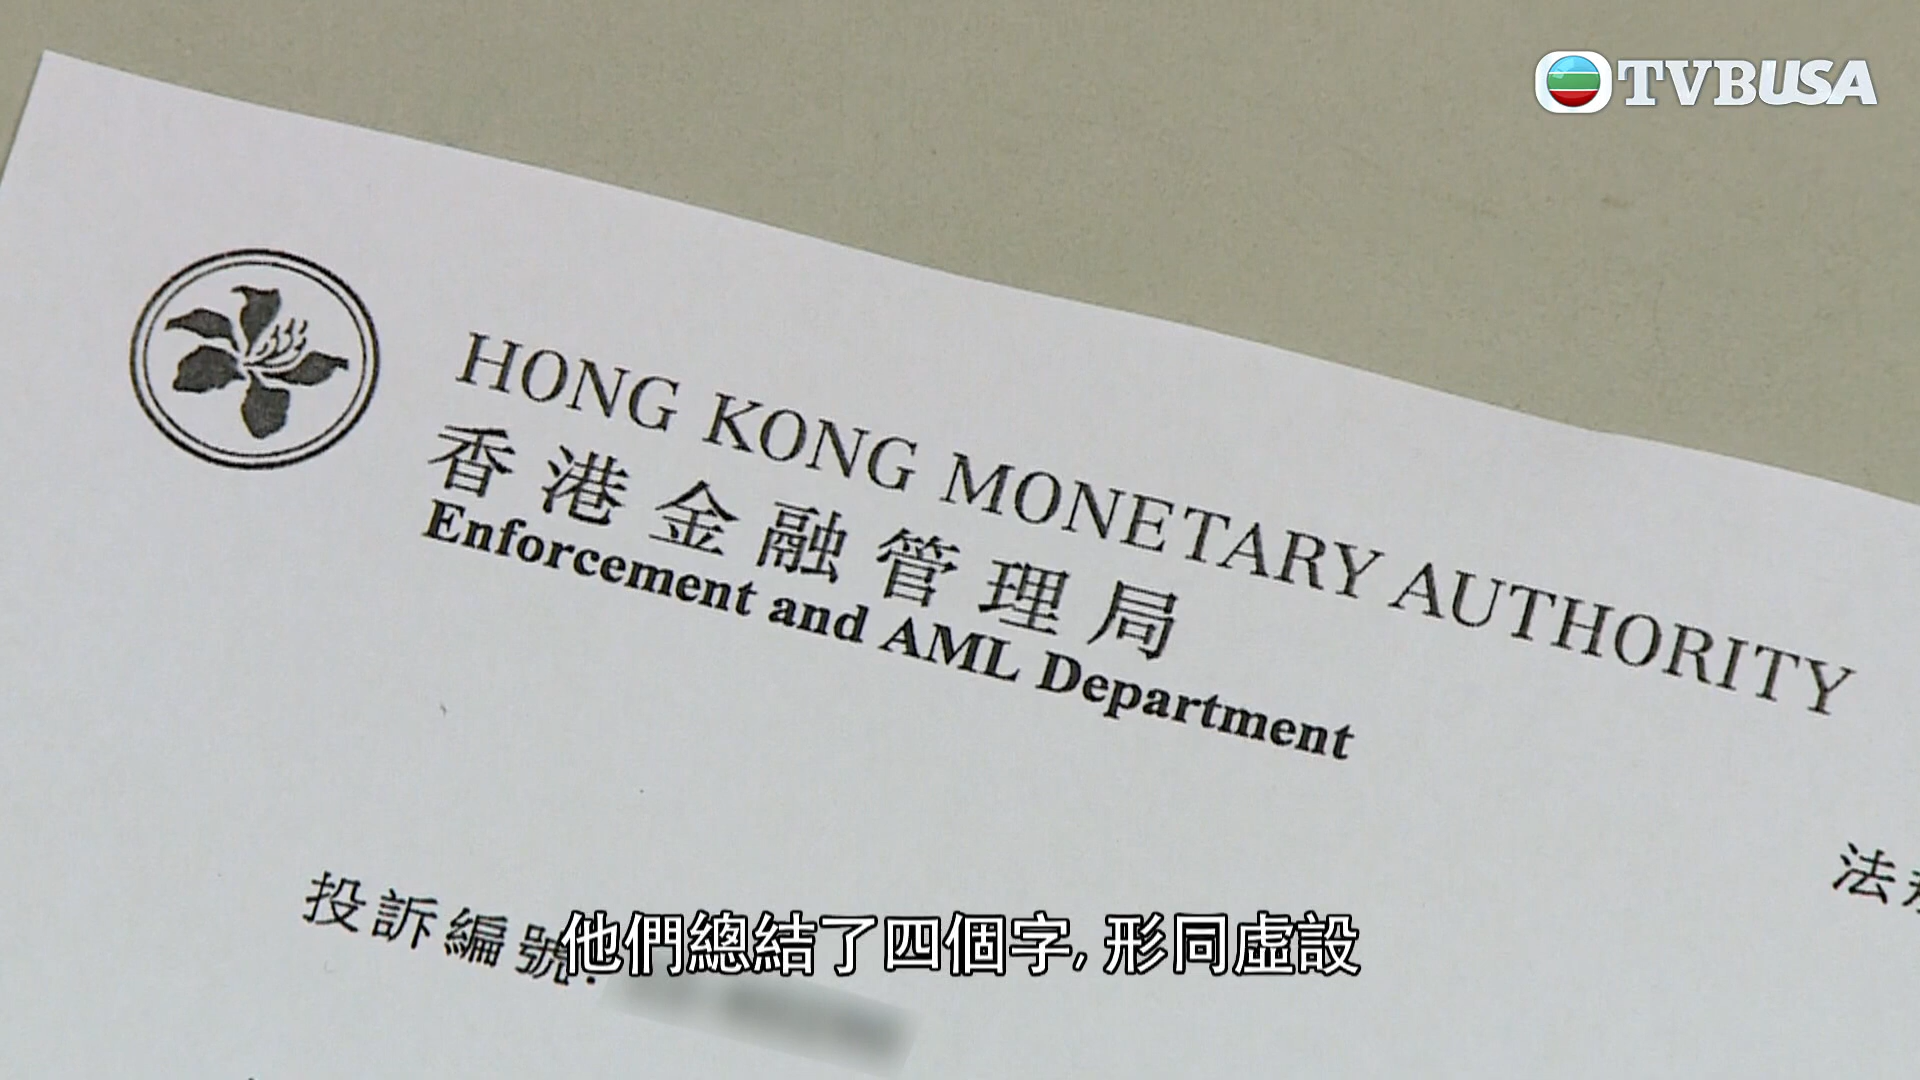 TVBUSA
HONG KONG MONETARY AUTHORITY
香港金融管理局
Enforcement and AML Department
法
投訴編號:
他們總結了四個字, 形同虛設